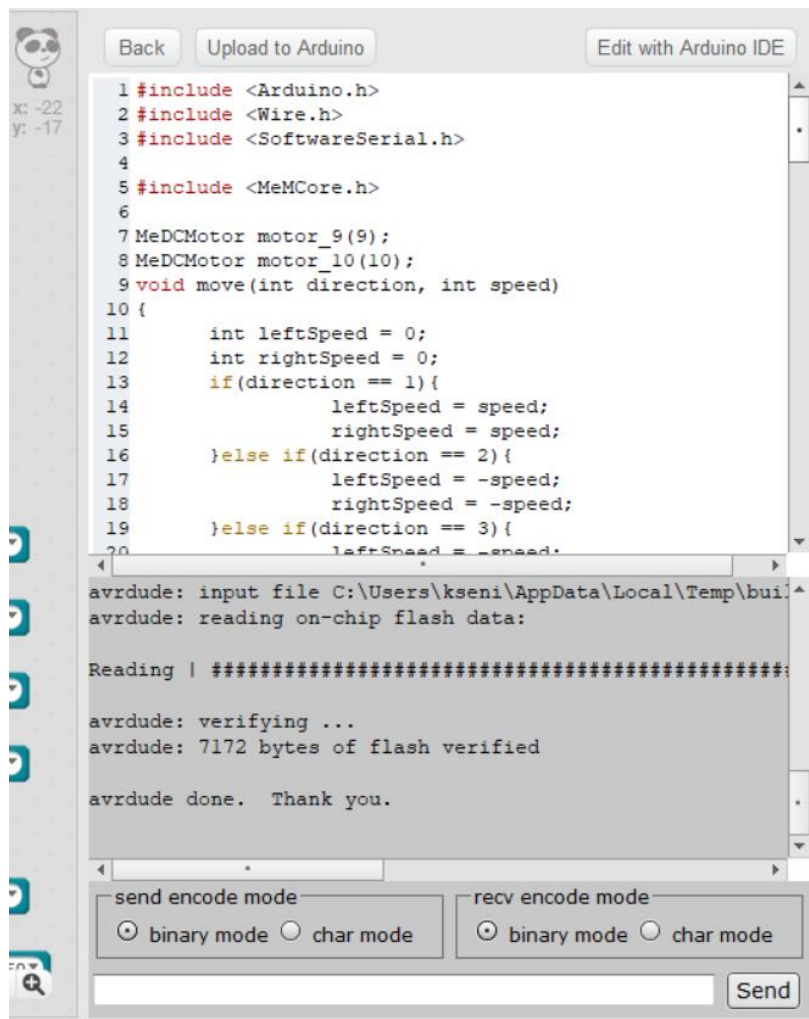 Back Upload to Arduino Edit with Arduino IDE
x: -22
y: -17
1 #include <Arduino.h>
2 #include <Wire.h>
3 #include <SoftwareSerial.h>
4
5 #include <MeMCore.h>
6
7 MeDCMotor motor_9(9);
8 MeDCMotor motor_10(10);
9 void move(int direction, int speed)
10 {
11 int leftSpeed = 0;
12 int rightSpeed = 0;
13 if(direction == 1){
14 leftSpeed = speed;
15 rightSpeed = speed;
16 }else if(direction == 2){
17 leftSpeed = -speed;
18 rightSpeed = -speed;
19 }else if(direction == 3){
20 leftSpeed = -speed;
avrdude: input file C:\Users\kseni\AppData\Local\Temp\buil
avrdude: reading on-chip flash data:
Reading | ################################################
avrdude: verifying ...
avrdude: 7172 bytes of flash verified
avrdude done. Thank you.
send encode mode recv encode mode
binary mode char mode binary mode char mode
Send